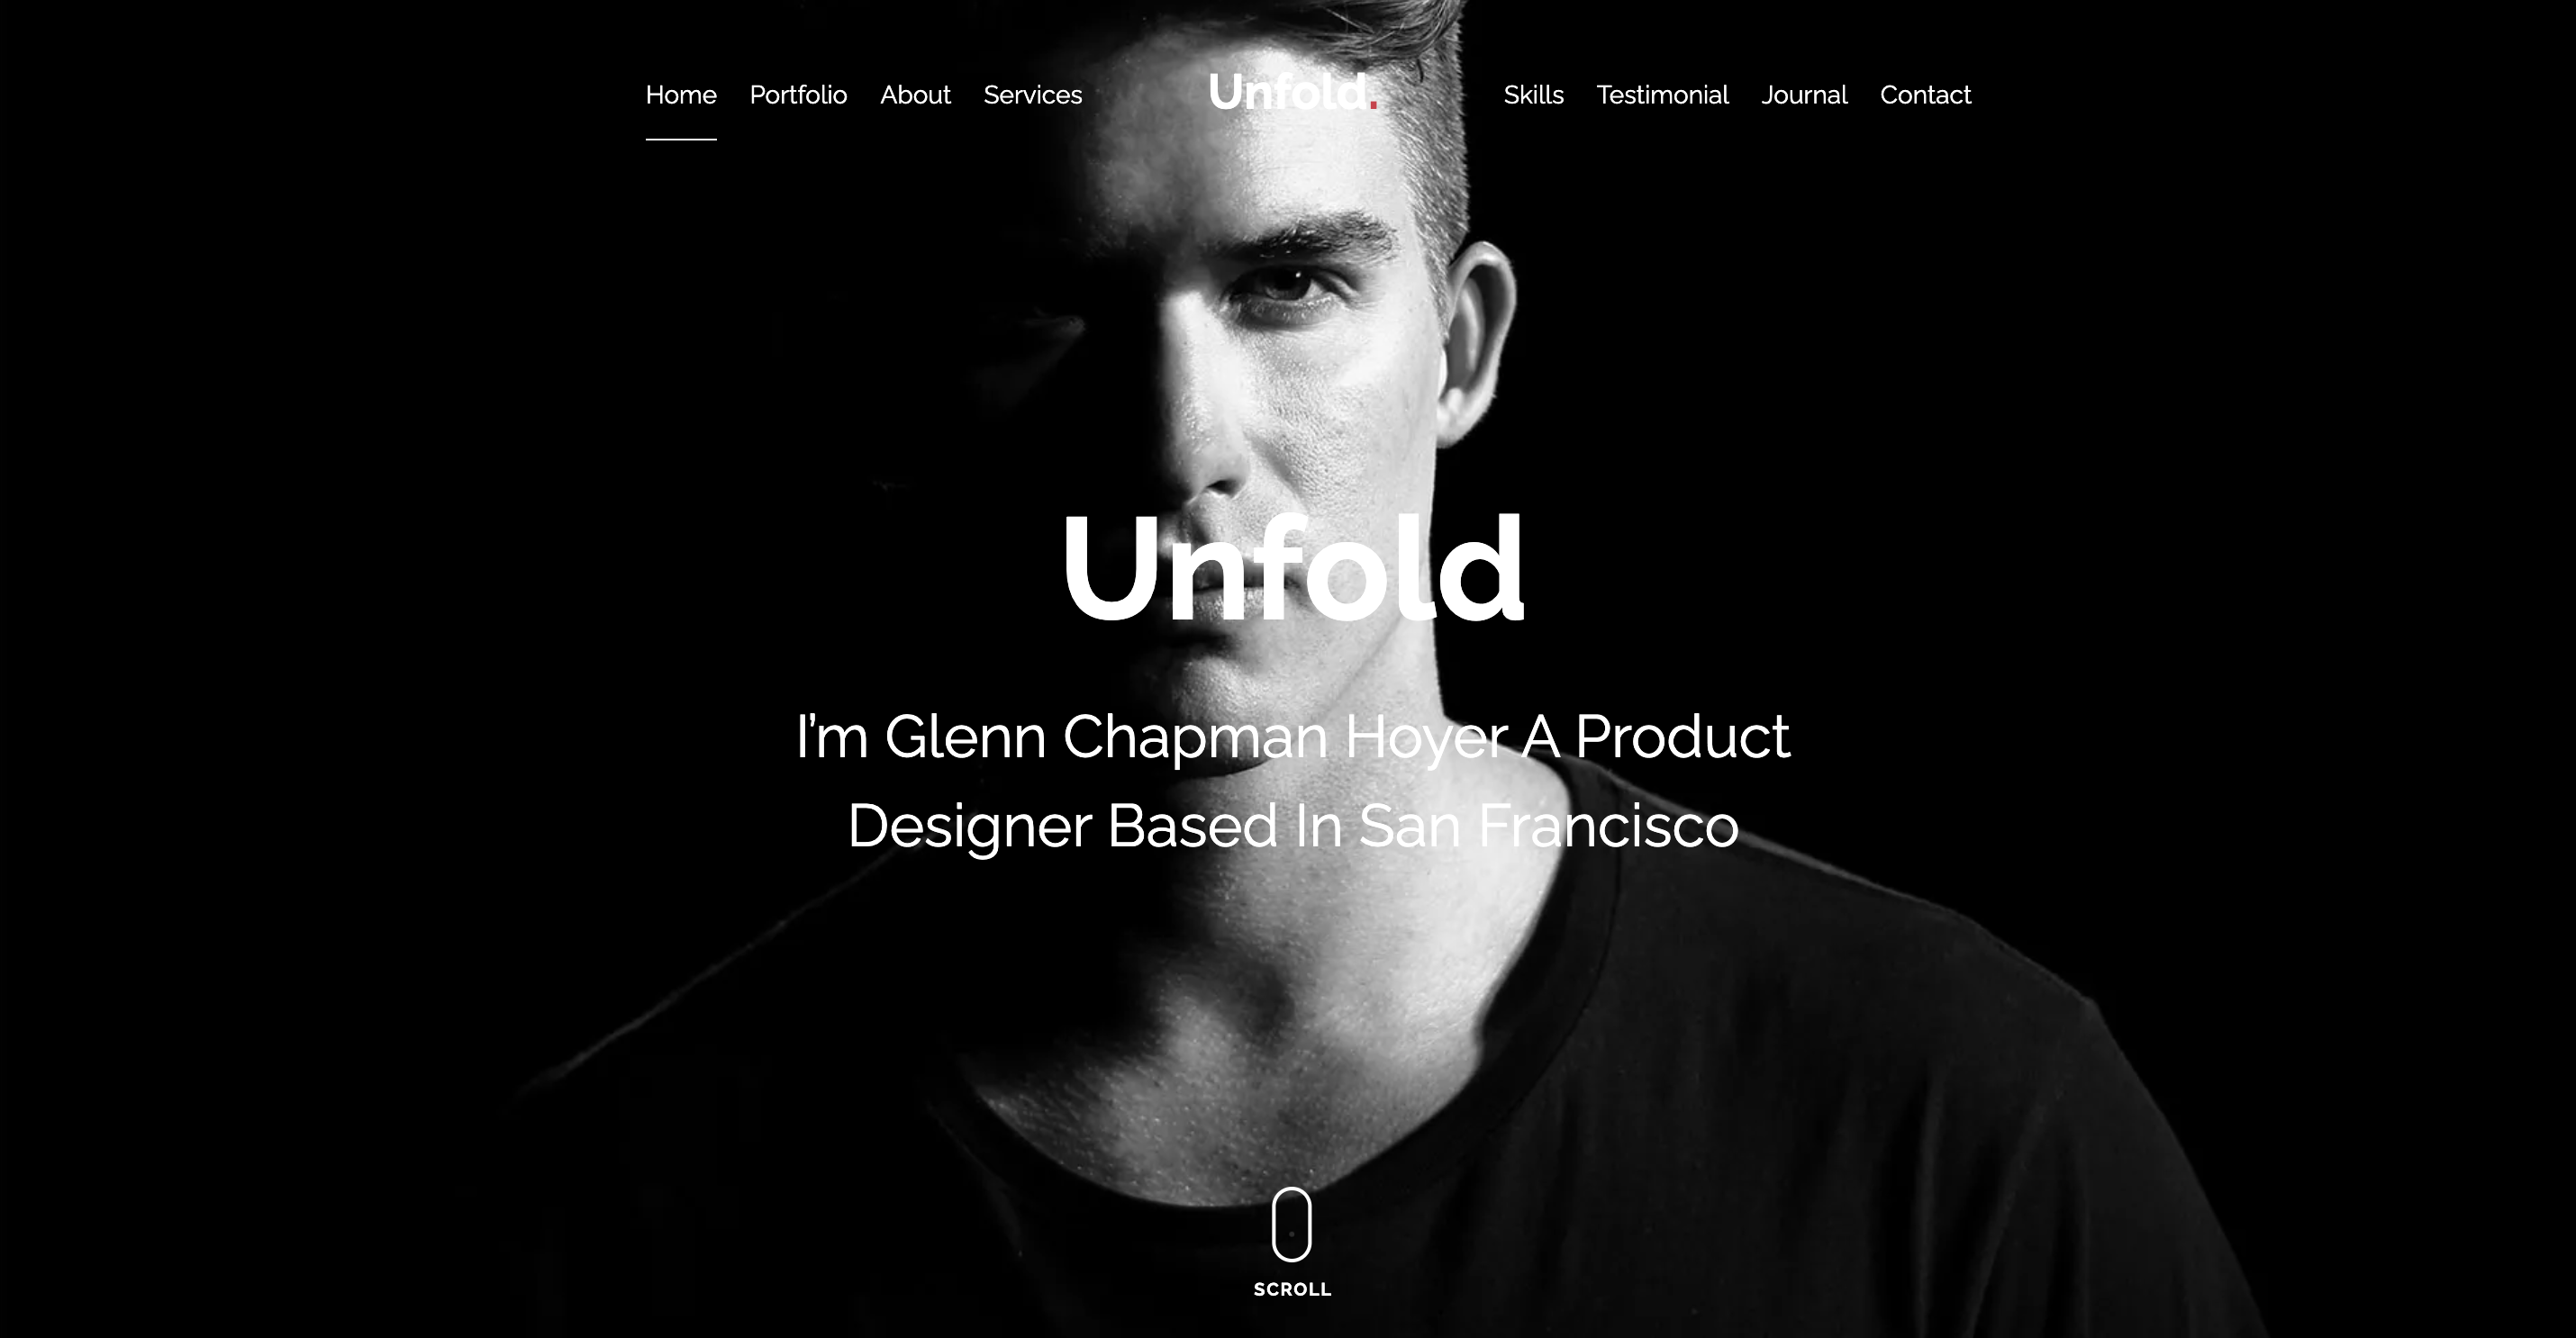 Home Portfolio About Services Unfold. Skills Testimonial Journal Contact
Unfold
I'm Glenn Chapman Hoyer A Product
Designer Based In San Francisco
SCROLL